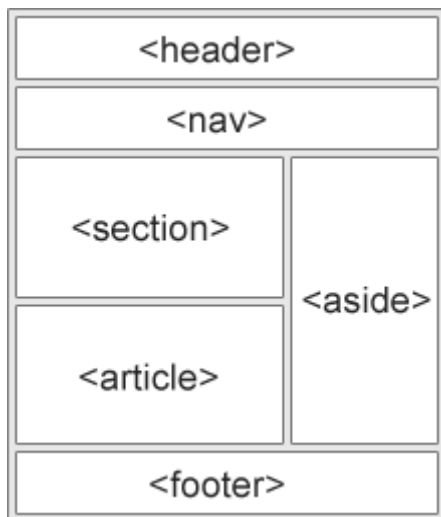 <header>
<nav>
<section>
<aside>
<article>
<footer>